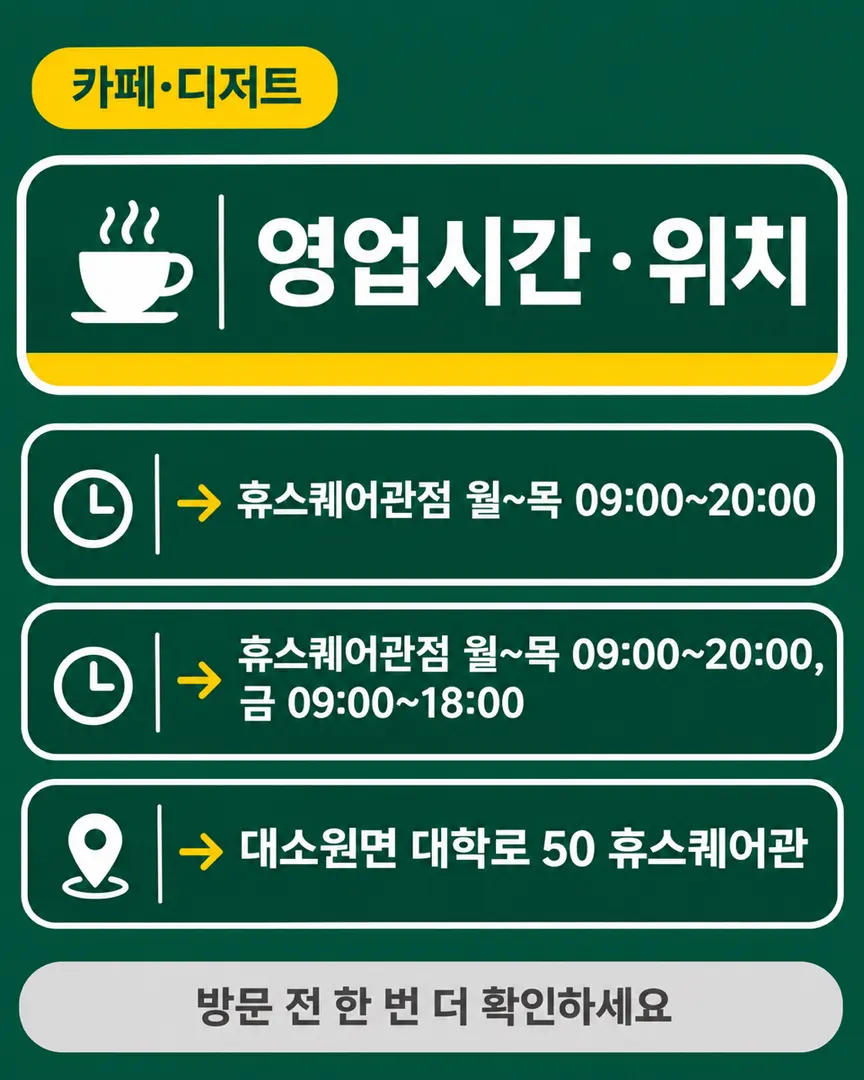 카페·디저트
영업시간·위치
휴스퀘어관점 월~목 09:00~20:00
휴스퀘어관점 월~목 09:00~20:00,
금 09:00~18:00
대소원면 대학로 50 휴스퀘어관
방문 전 한 번 더 확인하세요